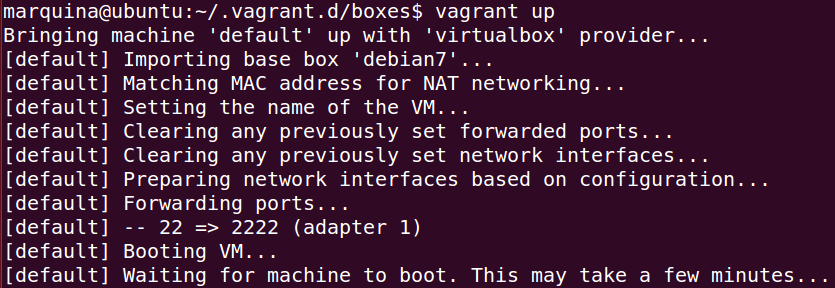 marquina@ubuntu:~/.vagrant.d/boxes$ vagrant up
Bringing machine 'default' up with 'virtualbox' provider...
[default] Importing base box 'debian7'...
[default] Matching MAC address for NAT networking...
[default] Setting the name of the VM...
[default] Clearing any previously set forwarded ports...
[default] Clearing any previously set network interfaces...
[default] Preparing network interfaces based on configuration...
[default] Forwarding ports...
[default] -- 22 => 2222 (adapter 1)
[default] Booting VM...
[default] Waiting for machine to boot. This may take a few minutes...